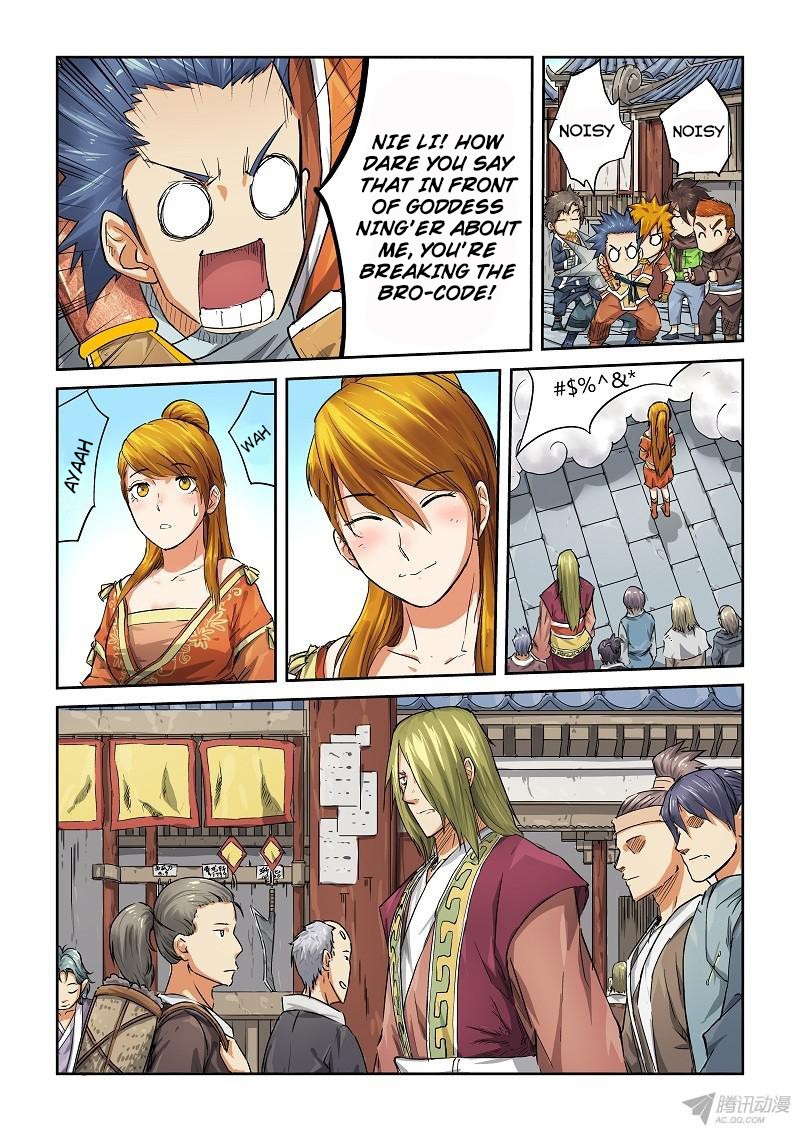 NIE LI! HOW
DARE YOU SAY
THAT IN FRONT
OF GODDESS
NING'ER ABOUT
ME, YOU'RE
BREAKING THE
BRO-CODE!
NOISY
NOISY
AYAAH
WAH
#$%^&*
腾讯动漫
AC.QQ.COM